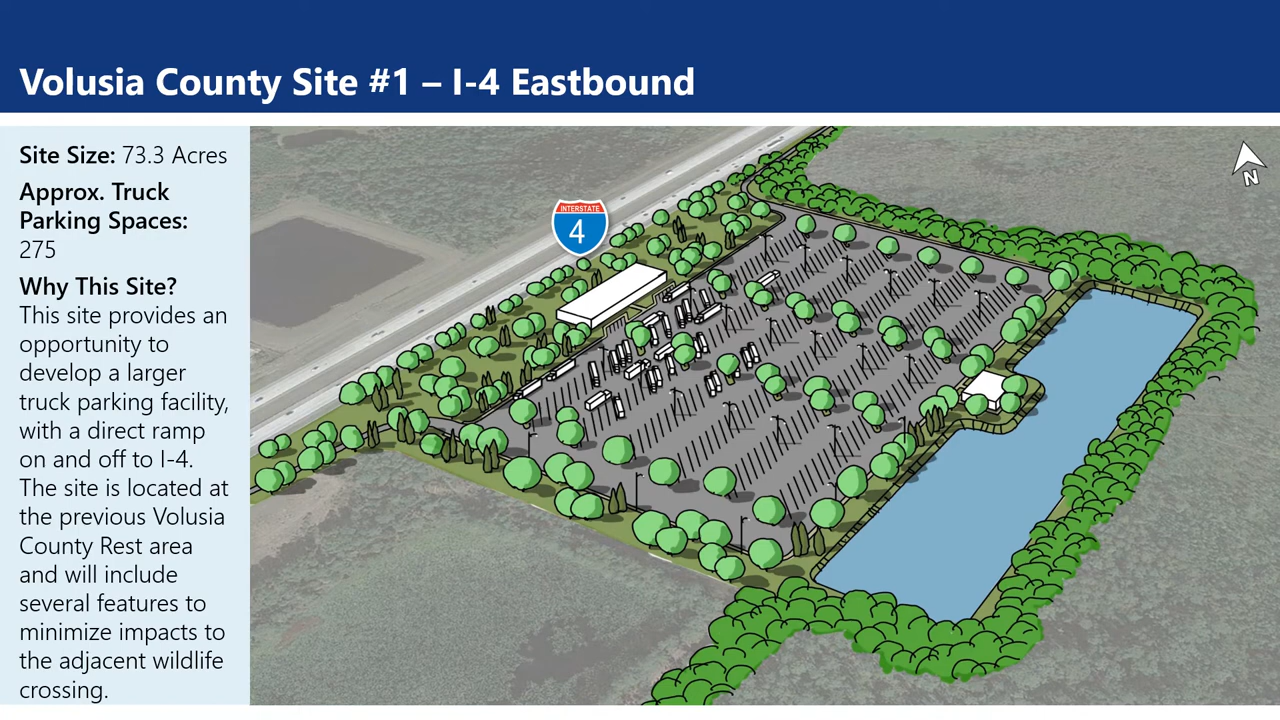 Volusia County Site #1 – I-4 Eastbound
Site Size: 73.3 Acres
Approx. Truck
Parking Spaces:
275
Why This Site?
This site provides an
opportunity to
develop a larger
truck parking facility,
with a direct ramp
on and off to I-4.
The site is located at
the previous Volusia
County Rest area
and will include
several features to
minimize impacts to
the adjacent wildlife
crossing.
INTERSTATE
4
N